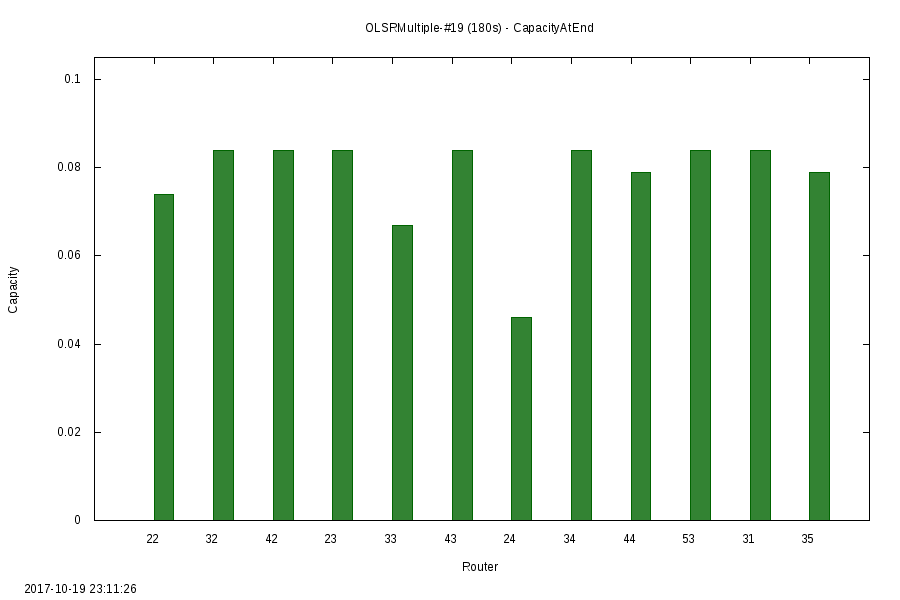 OLSRMultiple-#19 (180s) - CapacityAtEnd
0.1
0.08
0.06
0.04
0.02
0
Capacity
22 32 42 23 33 43 24 34 44 53 31 35
Router
2017-10-19 23:11:26